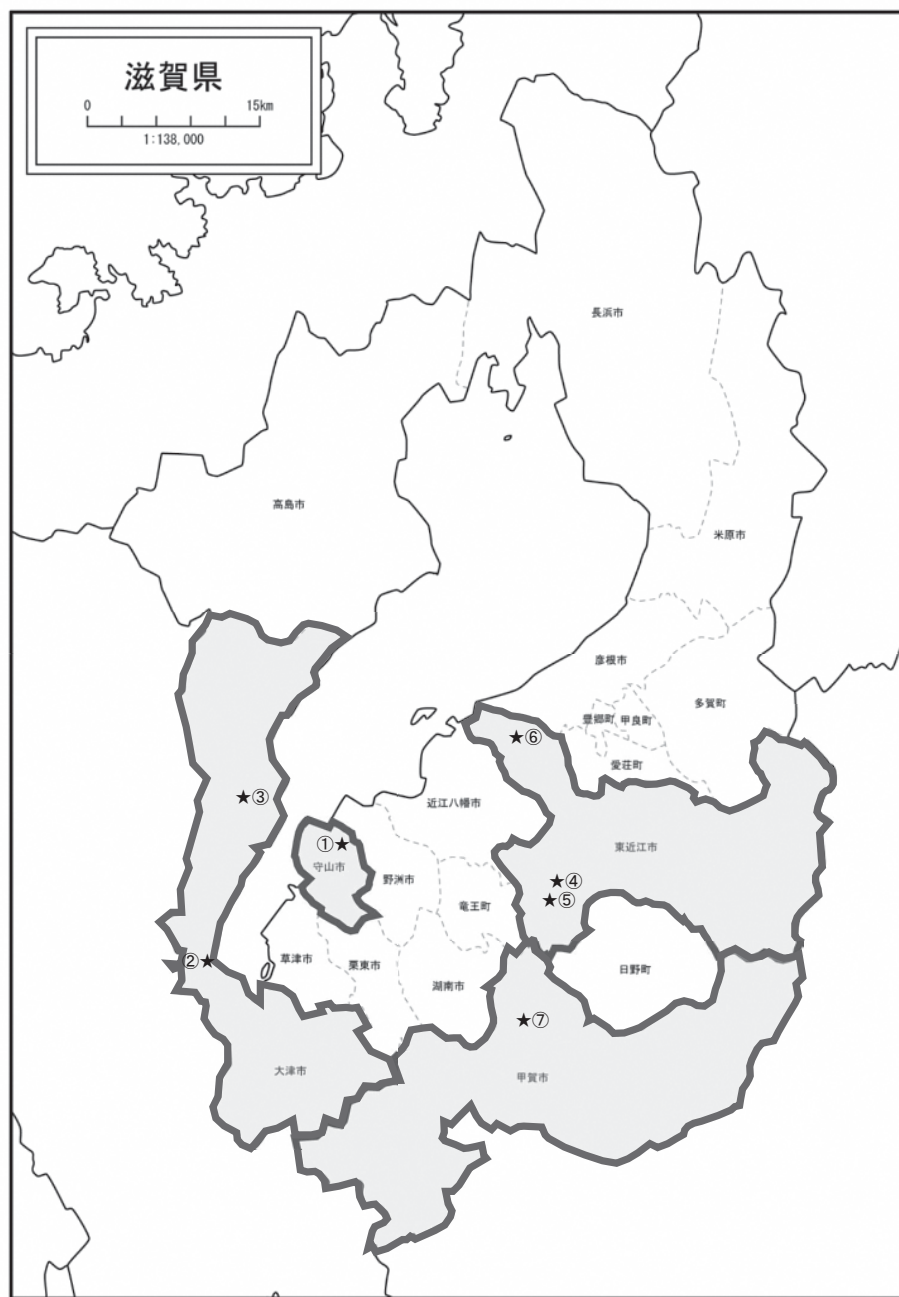 滋賀県
0 15km
1:138,000
長浜市
高島市
米原市
彦根市
多賀町
豊郷町 甲良町
★⑥
愛荘町
★③
近江八幡市
①★
東近江市
守山市
野洲市
★④
竜王町
★⑤
②★
草津市
栗東市
日野町
湖南市
★⑦
大津市
甲賀市